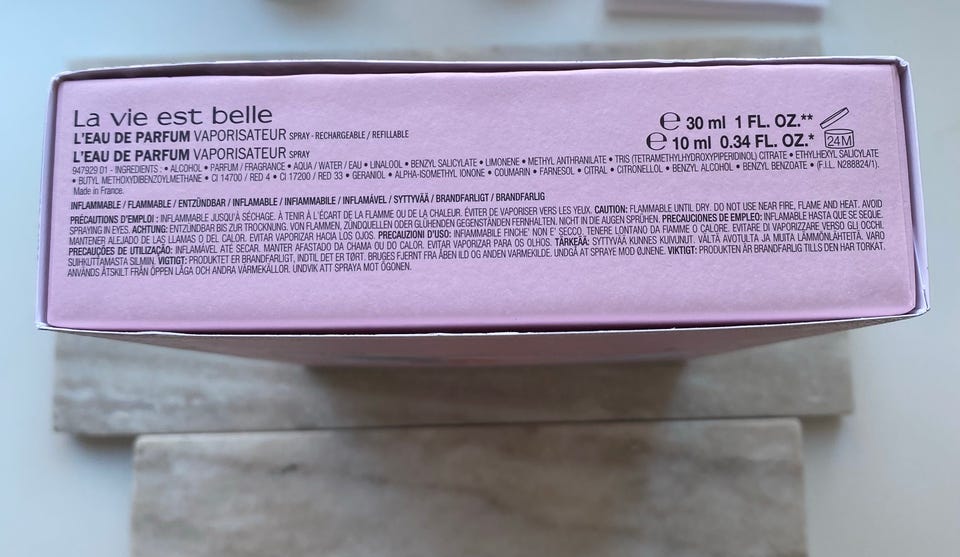 La vie est belle
L'EAU DE PARFUM VAPORISATEUR SPRAY - RECHARGEABLE / REFILLABLE
℮ 30 ml 1 FL. OZ.**
L'EAU DE PARFUM VAPORISATEUR SPRAY
℮ 10 ml 0.34 FL. OZ.*
24M
947929 01 - INGREDIENTS : • ALCOHOL • PARFUM / FRAGRANCE • AQUA / WATER / EAU • LINALOOL • BENZYL SALICYLATE • LIMONENE • METHYL ANTHRANILATE • TRIS (TETRAMETHYLHYDROXYPIPERIDINOL) CITRATE • ETHYLHEXYL SALICYLATE
• BUTYL METHOXYDIBENZOYLMETHANE • CI 14700 / RED 4 • CI 17200 / RED 33 • GERANIOL • ALPHA-ISOMETHYL IONONE • COUMARIN • FARNESOL • CITRAL • CITRONELLOL • BENZYL ALCOHOL • BENZYL BENZOATE • (F.I.L. N288824/1).
Made in France.
INFLAMMABLE / FLAMMABLE / ENTZÜNDBAR / INFLAMABLE / INFIAMMABILE / INFLAMÁVEL / SYTTYVÄÄ / BRANDFARLIGT / BRANDFARLIG
PRÉCAUTIONS D'EMPLOI : INFLAMMABLE JUSQU'À SÉCHAGE. À TENIR À L'ÉCART DE LA FLAMME OU DE LA CHALEUR. ÉVITER DE VAPORISER VERS LES YEUX. CAUTION: FLAMMABLE UNTIL DRY. DO NOT USE NEAR FIRE, FLAME AND HEAT. AVOID
SPRAYING IN EYES. ACHTUNG: ENTZÜNDBAR BIS ZUR TROCKNUNG. VON FLAMMEN, ZÜNDQUELLEN ODER GLÜHENDEN GEGENSTÄNDEN FERNHALTEN. NICHT IN DIE AUGEN SPRÜHEN. PRECAUCIONES DE EMPLEO: INFLAMABLE HASTA QUE SE SEQUE.
MANTENER ALEJADO DE LAS LLAMAS O DEL CALOR. EVITAR VAPORIZAR HACIA LOS OJOS. PRECAUZIONI D'USO: INFIAMMABILE FINCHE' NON E' SECCO, TENERE LONTANO DA FIAMME O CALORE. EVITARE DI VAPORIZZARE VERSO GLI OCCHI.
PRECAUÇÕES DE UTILIZAÇÃO: INFLAMÁVEL ATÉ SECAR. MANTER AFASTADO DA CHAMA OU DO CALOR. EVITAR VAPORIZAR PARA OS OLHOS. TÄRKEÄÄ: SYTTYVÄÄ KUNNES KUIVUNUT. VÄLTÄ AVOTULTA JA MUITA LÄMMÖNLÄHTEITÄ. VARO
SUIHKUTTAMASTA SILMIIN. VIGTIGT: PRODUKTET ER BRANDFARLIGT, INDTIL DET ER TØRT. BRUGES FJERNT FRA ÅBEN ILD OG ANDEN VARMEKILDE. UNDGÅ AT SPRAYE MOD ØJNENE. VIKTIGT: PRODUKTEN ÄR BRANDFARLIG TILLS DEN HAR TORKAT.
ANVÄNDS ÅTSKILT FRÅN ÖPPEN LÅGA OCH ANDRA VÄRMEKÄLLOR. UNDVIK ATT SPRAYA MOT ÖGONEN.